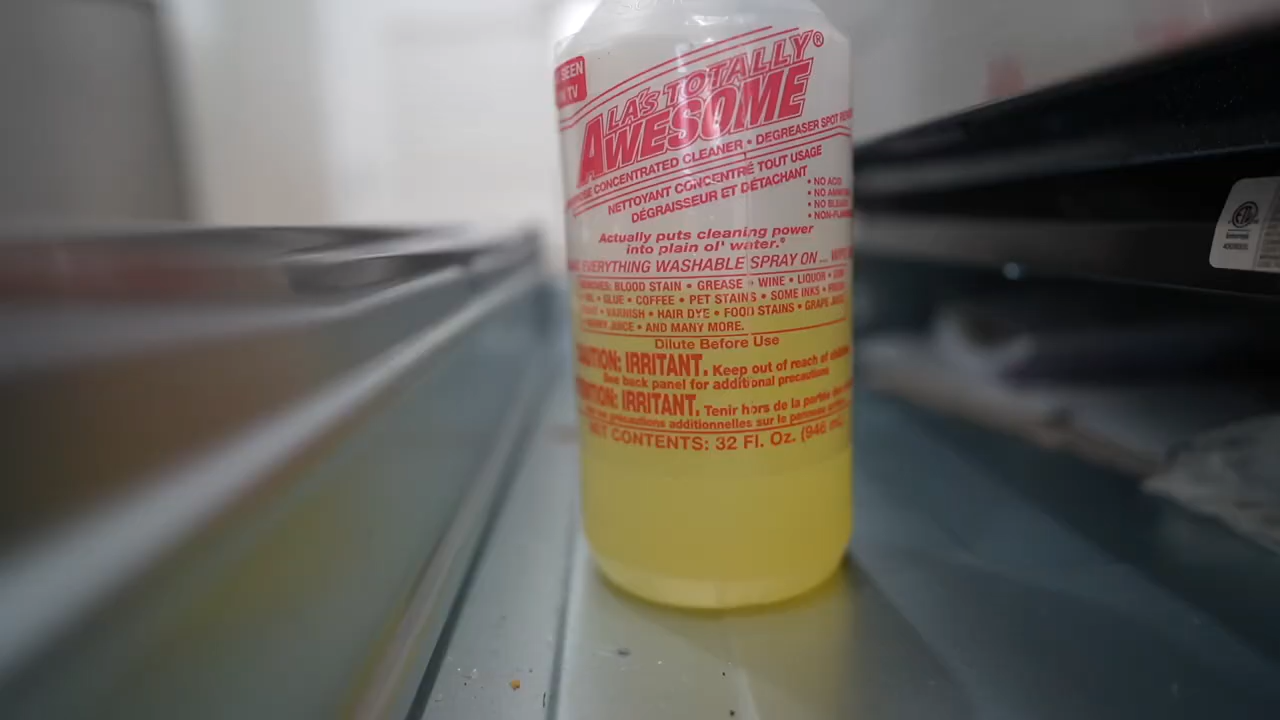 SEEN
TV
LA's TOTALLY®
AWESOME
CONCENTRATED CLEANER • DEGREASER SPOT
NETTOYANT CONCENTRÉ TOUT USAGE
DÉGRAISSEUR ET DÉTACHANT
• NO ACID
• NO
• NO
• NON-
Actually puts cleaning power
into plain ol' water.®
EVERYTHING WASHABLE SPRAY ON...
BLOOD STAIN • GREASE • WINE • LIQUOR •
• GLUE • COFFEE • PET STAINS • SOME INKS •
• VARNISH • HAIR DYE • FOOD STAINS • GRAPE
JUICE • AND MANY MORE.
Dilute Before Use
IRRITANT. Keep out of reach of
See back panel for additional precautions
IRRITANT. Tenir hors de la portée
précautions additionnelles sur le panneau
CONTENTS: 32 Fl. Oz. (946
ETL